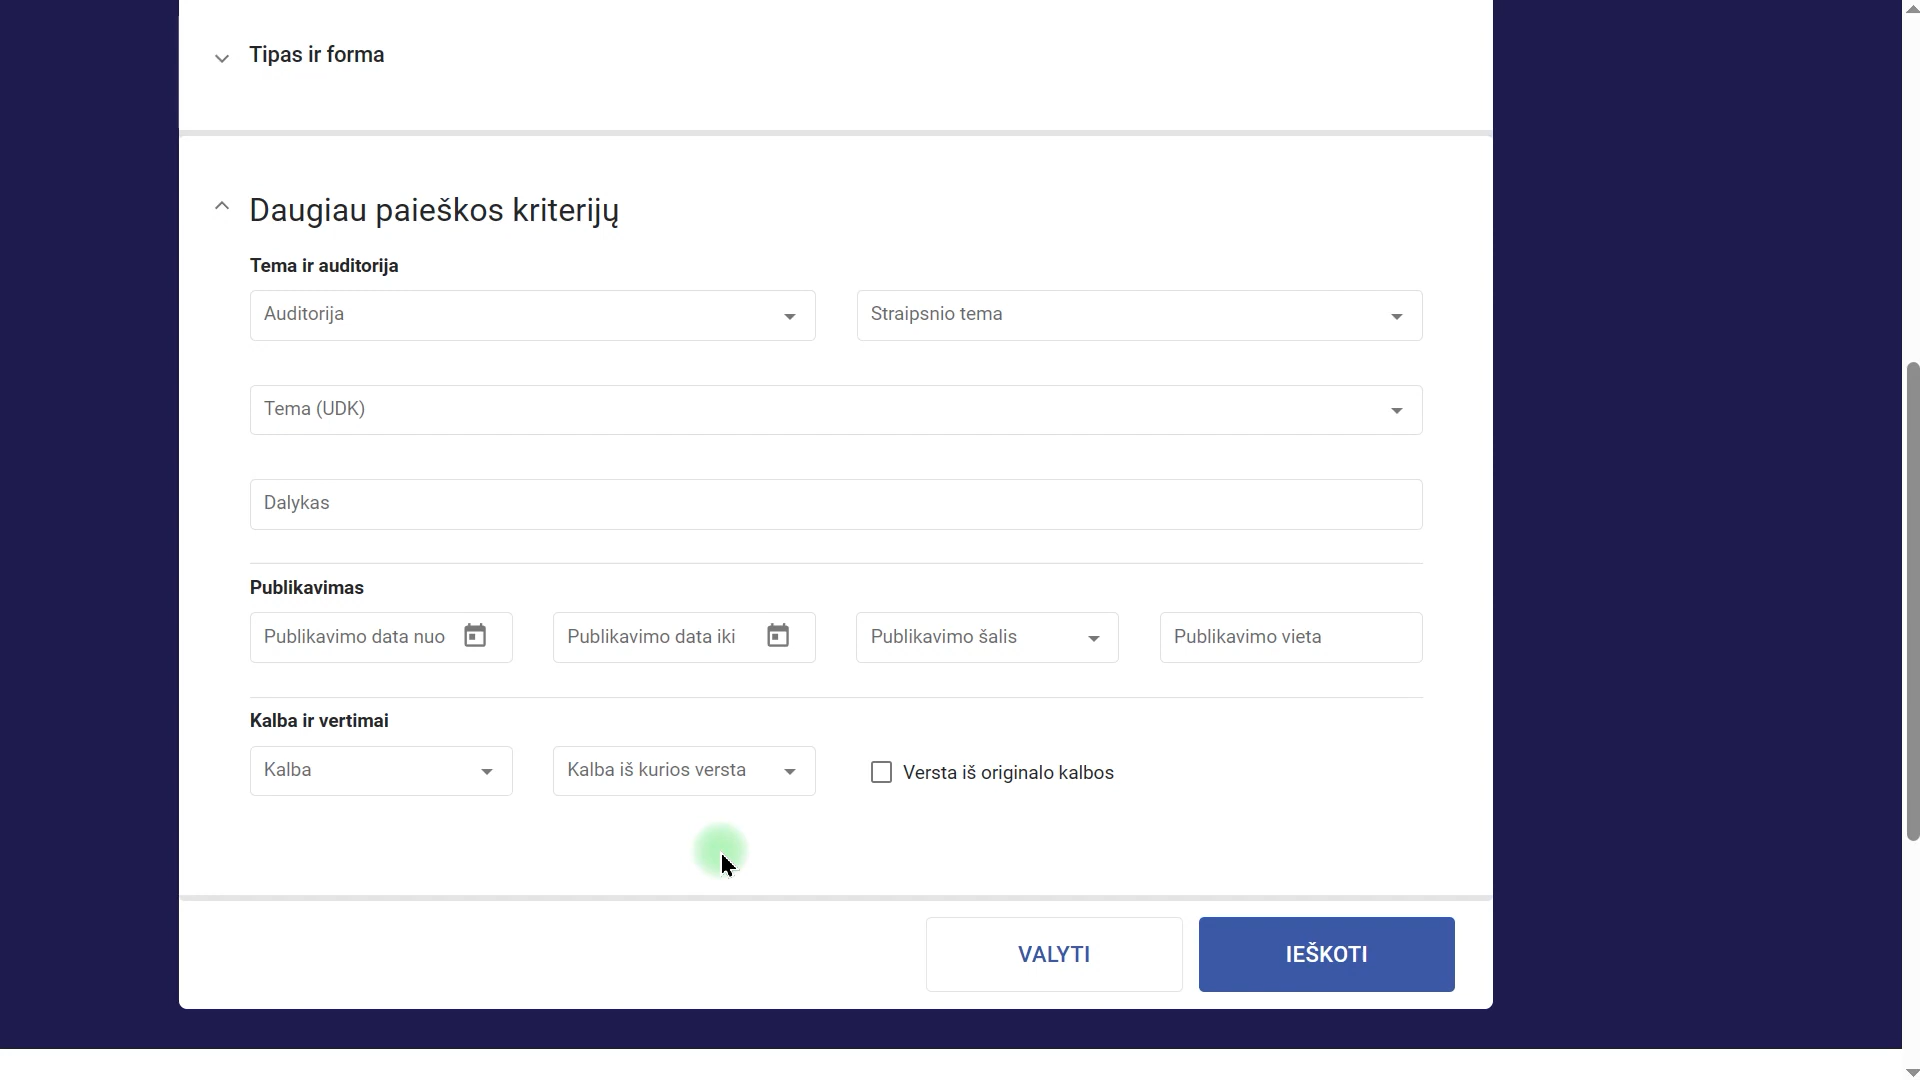 Tipas ir forma
Daugiau paieškos kriterijų
Tema ir auditorija
Auditorija
Straipsnio tema
Tema (UDK)
Dalykas
Publikavimas
Publikavimo data nuo
Publikavimo data iki
Publikavimo šalis
Publikavimo vieta
Kalba ir vertimai
Kalba
Kalba iš kurios versta
Versta iš originalo kalbos
VALYTI
IEŠKOTI